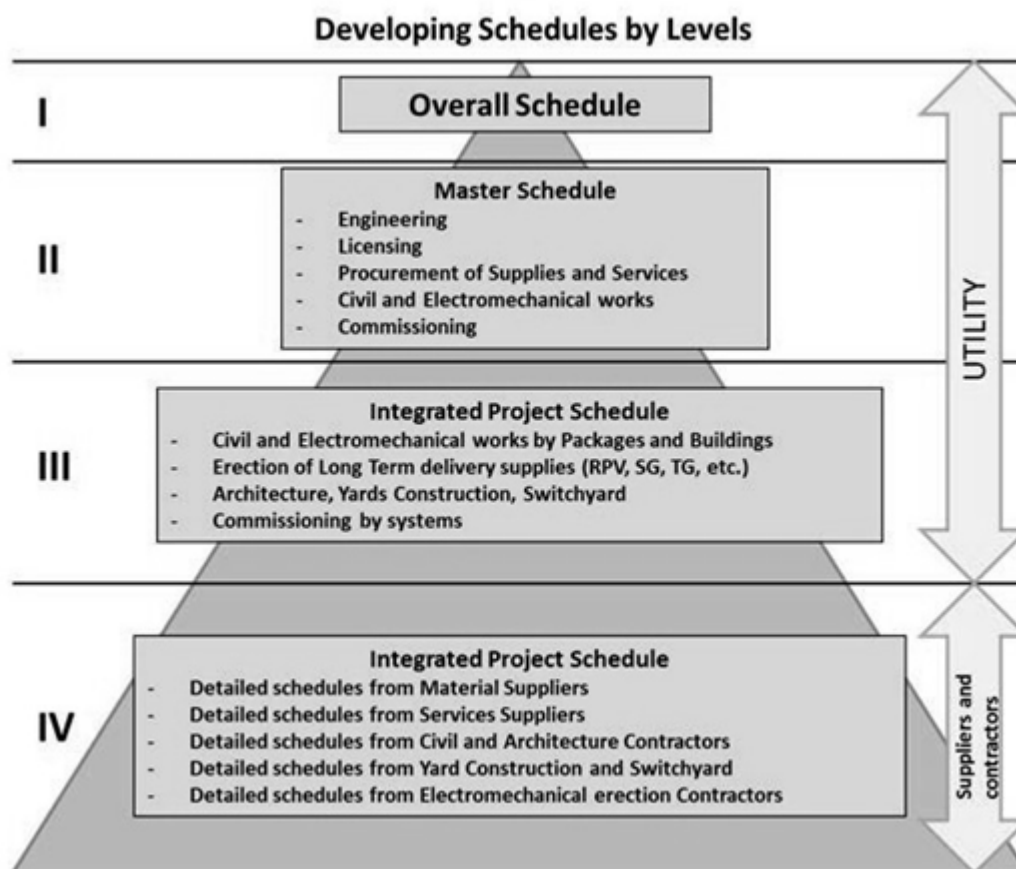 Developing Schedules by Levels
I
Overall Schedule
II
Master Schedule
- Engineering
- Licensing
- Procurement of Supplies and Services
- Civil and Electromechanical works
- Commissioning
UTILITY
III
Integrated Project Schedule
- Civil and Electromechanical works by Packages and Buildings
- Erection of Long Term delivery supplies (RPV, SG, TG, etc.)
- Architecture, Yards Construction, Switchyard
- Commissioning by systems
IV
Integrated Project Schedule
- Detailed schedules from Material Suppliers
- Detailed schedules from Services Suppliers
- Detailed schedules from Civil and Architecture Contractors
- Detailed schedules from Yard Construction and Switchyard
- Detailed schedules from Electromechanical erection Contractors
Suppliers and
contractors